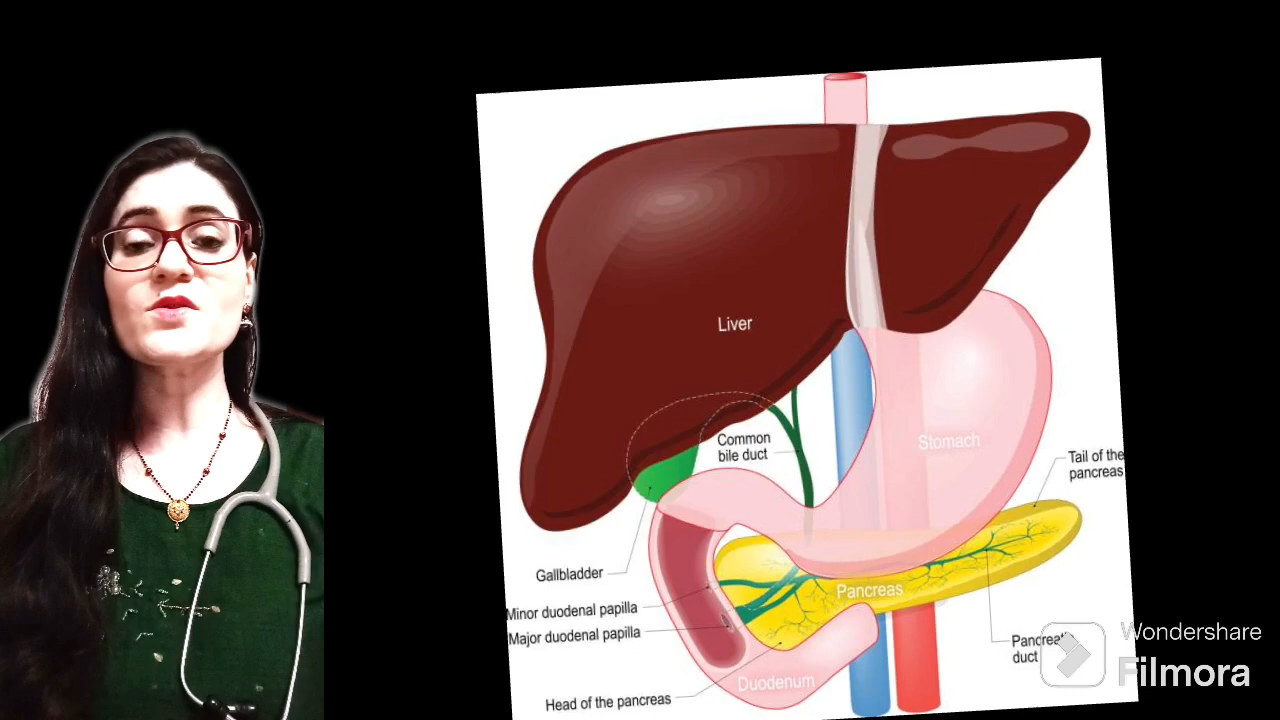 Liver
Common
bile duct
Stomach
Tail of the
pancreas
Gallbladder
Pancreas
Minor duodenal papilla
Major duodenal papilla
Pancreatic
duct
Duodenum
Head of the pancreas
Wondershare
Filmora